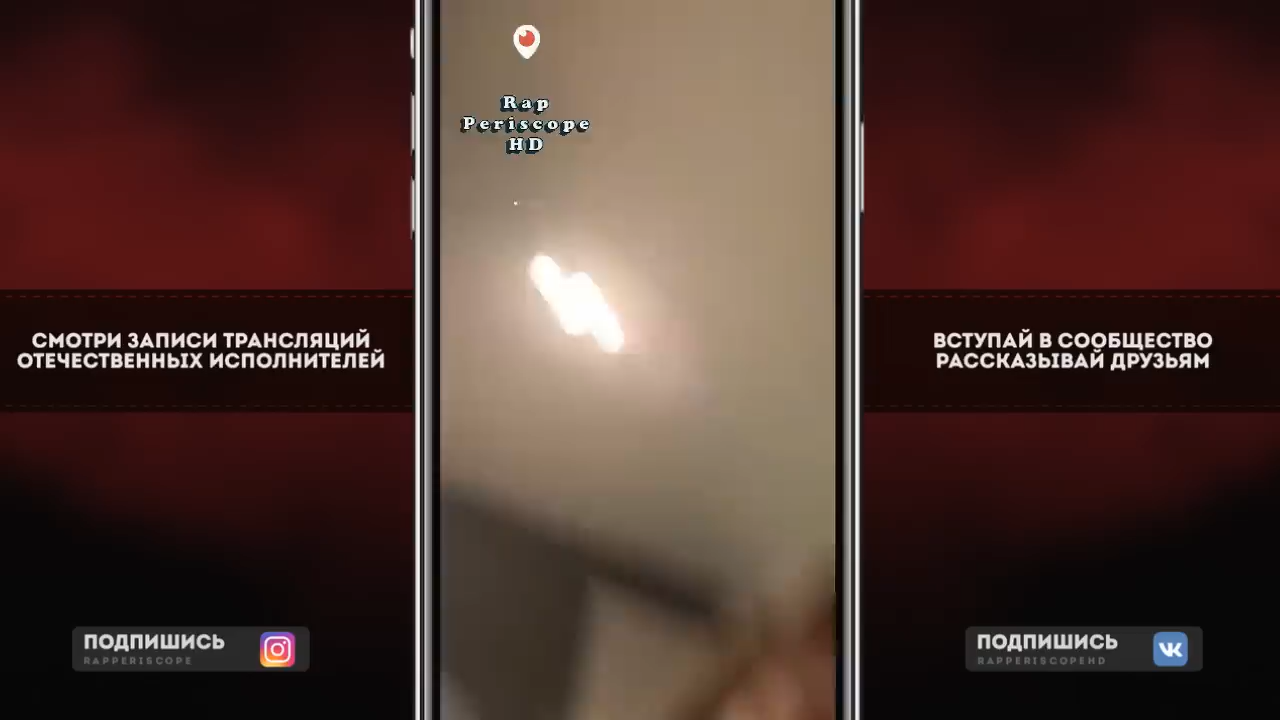 Rap
Periscope
HD
СМОТРИ ЗАПИСИ ТРАНСЛЯЦИЙ
ОТЕЧЕСТВЕННЫХ ИСПОЛНИТЕЛЕЙ
ВСТУПАЙ В СООБЩЕСТВО
РАССКАЗЫВАЙ ДРУЗЬЯМ
ПОДПИШИСЬ
RAPPERISCOPE
ПОДПИШИСЬ
RAPPERISCOPEHD